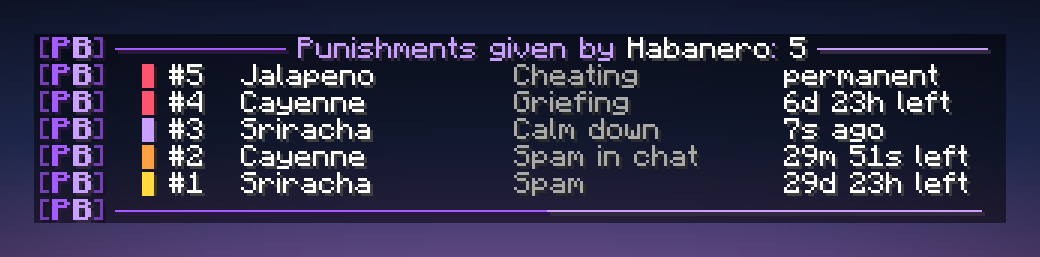 [PB] Punishments given by Habanero: 5
[PB] #5 Jalapeno Cheating permanent
[PB] #4 Cayenne Griefing 6d 23h left
[PB] #3 Sriracha Calm down 7s ago
[PB] #2 Cayenne Spam in chat 29m 51s left
[PB] #1 Sriracha Spam 29d 23h left
[PB]